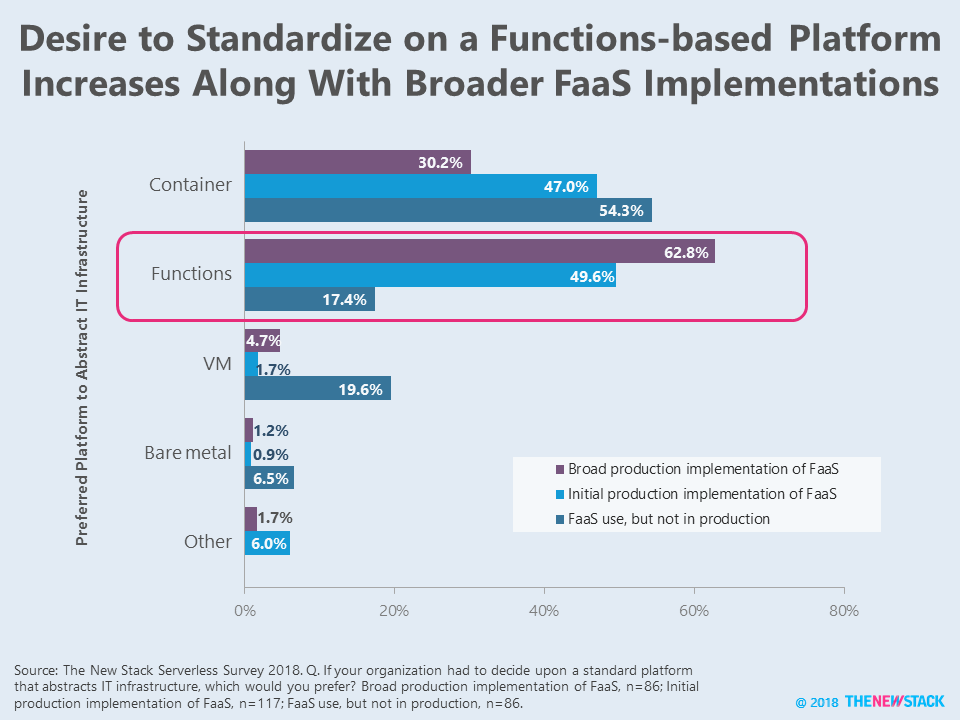 Desire to Standardize on a Functions-based Platform
Increases Along With Broader FaaS Implementations
Preferred Platform to Abstract IT Infrastructure
Container
30.2%
47.0%
54.3%
Functions
62.8%
49.6%
17.4%
VM
4.7%
1.7%
19.6%
Bare metal
1.2%
0.9%
6.5%
Other
1.7%
6.0%
Broad production implementation of FaaS
Initial production implementation of FaaS
FaaS use, but not in production
0% 20% 40% 60% 80%
Source: The New Stack Serverless Survey 2018. Q. If your organization had to decide upon a standard platform
that abstracts IT infrastructure, which would you prefer? Broad production implementation of FaaS, n=86; Initial
production implementation of FaaS, n=117; FaaS use, but not in production, n=86.
@ 2018 THENEWSTACK